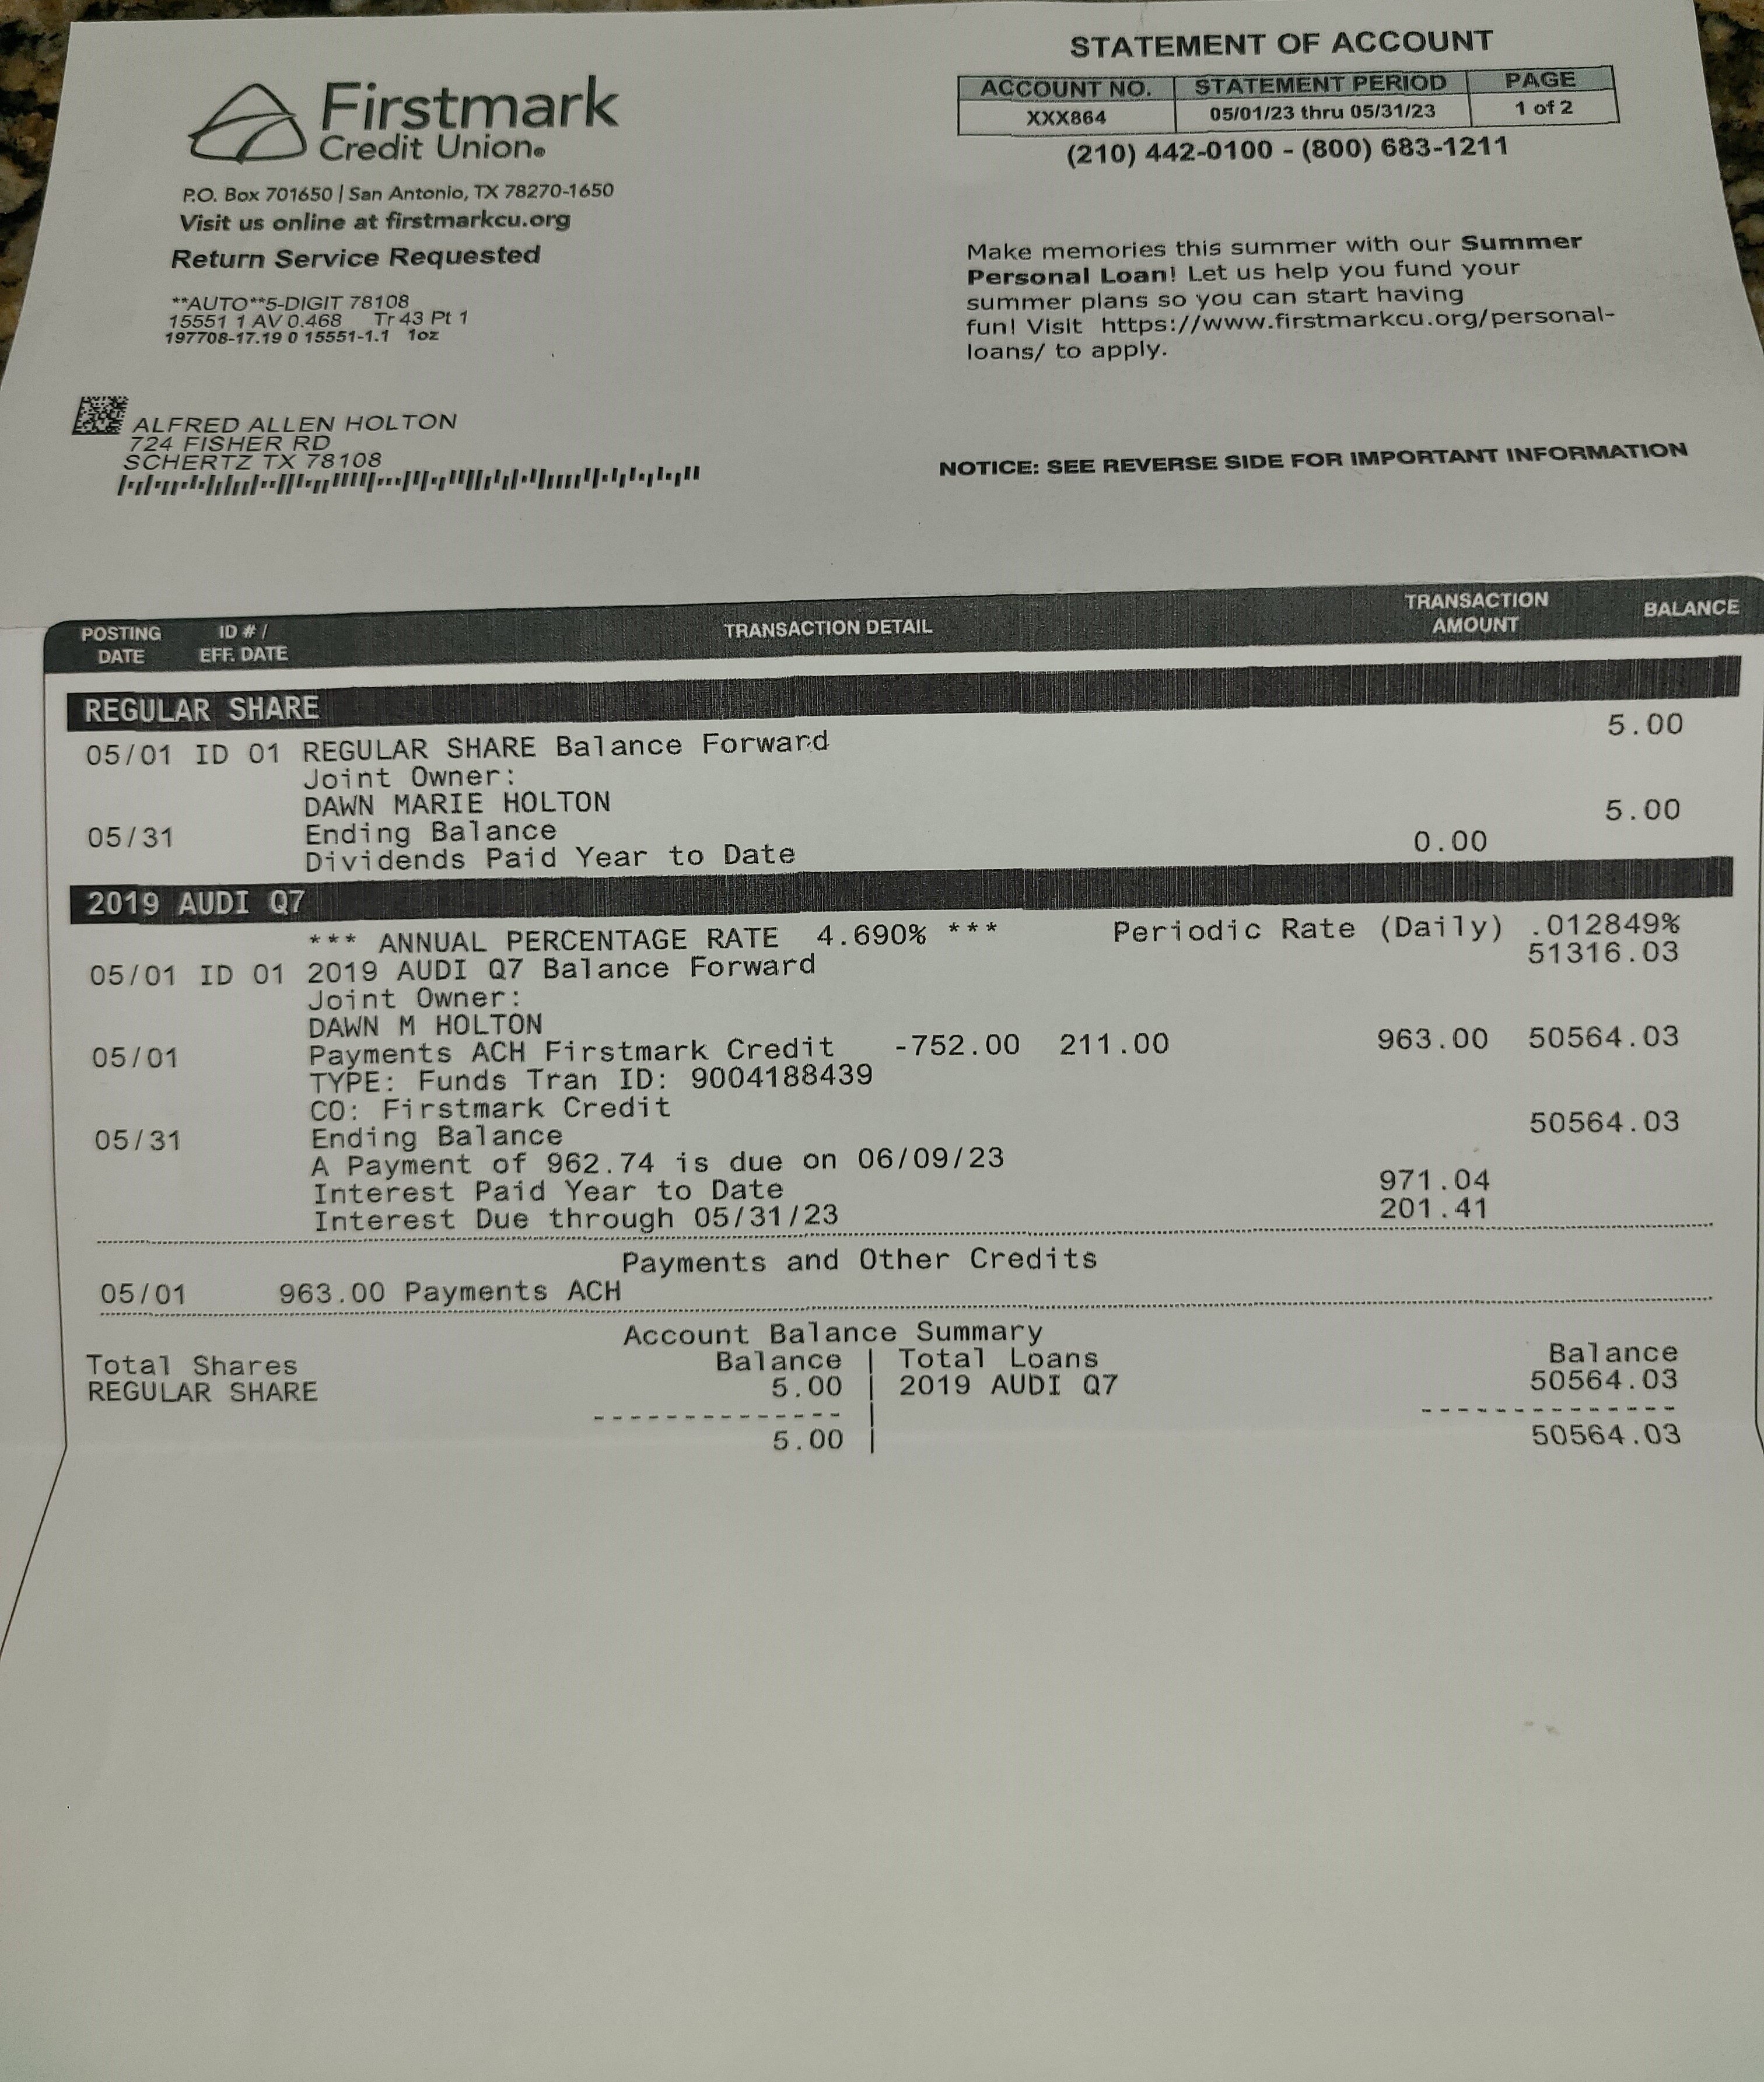 STATEMENT OF ACCOUNT
Firstmark
Credit Union®
ACCOUNT NO. STATEMENT PERIOD PAGE
XXX864 05/01/23 thru 05/31/23 1 of 2
(210) 442-0100 - (800) 683-1211
P.O. Box 701650 | San Antonio, TX 78270-1650
Visit us online at firstmarkcu.org
Return Service Requested
**AUTO**5-DIGIT 78108
15551 1 AV 0.468 Tr 43 Pt 1
197708-17.19 0 15551-1.1 1oz
Make memories this summer with our Summer
Personal Loan! Let us help you fund your
summer plans so you can start having
fun! Visit https://www.firstmarkcu.org/personal-
loans/ to apply.
ALFRED ALLEN HOLTON
724 FISHER RD
SCHERTZ TX 78108
NOTICE: SEE REVERSE SIDE FOR IMPORTANT INFORMATION
POSTING ID # / TRANSACTION DETAIL TRANSACTION BALANCE
DATE EFF. DATE AMOUNT
REGULAR SHARE
05/01 ID 01 REGULAR SHARE Balance Forward 5.00
Joint Owner:
DAWN MARIE HOLTON
05/31 Ending Balance 5.00
Dividends Paid Year to Date 0.00
2019 AUDI Q7
*** ANNUAL PERCENTAGE RATE 4.690% *** Periodic Rate (Daily) .012849%
05/01 ID 01 2019 AUDI Q7 Balance Forward 51316.03
Joint Owner:
DAWN M HOLTON
05/01 Payments ACH Firstmark Credit -752.00 211.00 963.00 50564.03
TYPE: Funds Tran ID: 9004188439
CO: Firstmark Credit
05/31 Ending Balance 50564.03
A Payment of 962.74 is due on 06/09/23
Interest Paid Year to Date 971.04
Interest Due through 05/31/23 201.41
Payments and Other Credits
05/01 963.00 Payments ACH
Account Balance Summary
Total Shares Balance | Total Loans Balance
REGULAR SHARE 5.00 | 2019 AUDI Q7 50564.03
-------------- | --------------
5.00 | 50564.03